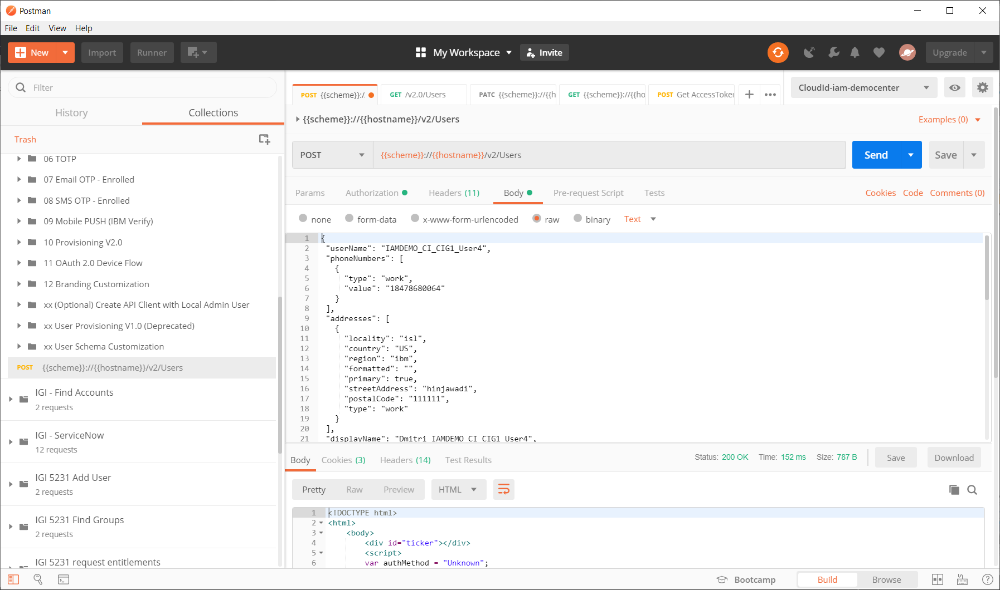 Postman
File Edit View Help
New Import Runner My Workspace Invite Upgrade
Filter
History Collections
Trash
06 TOTP
07 Email OTP - Enrolled
08 SMS OTP - Enrolled
09 Mobile PUSH (IBM Verify)
10 Provisioning V2.0
11 OAuth 2.0 Device Flow
12 Branding Customization
xx (Optional) Create API Client with Local Admin User
xx User Provisioning V1.0 (Deprecated)
xx User Schema Customization
POST {{scheme}}://{{hostname}}/v2/Users
IGI - Find Accounts
2 requests
IGI - ServiceNow
12 requests
IGI 5231 Add User
2 requests
IGI 5231 Find Groups
2 requests
IGI 5231 request entitlements
POST {{scheme}}:/. GET /v2.0/Users PATC {{scheme}}://{{h GET {{scheme}}://{{ho POST Get AccessToken CloudId-iam-democenter
{{scheme}}://{{hostname}}/v2/Users Examples (0)
POST {{scheme}}://{{hostname}}/v2/Users Send Save
Params Authorization Headers (11) Body Pre-request Script Tests Cookies Code Comments (0)
none form-data x-www-form-urlencoded raw binary Text
1 {
2 "userName": "IAMDEMO_CI_CIG1_User4",
3 "phoneNumbers": [
4 {
5 "type": "work",
6 "value": "18478680064"
7 }
8 ],
9 "addresses": [
10 {
11 "locality": "isl",
12 "country": "US",
13 "region": "ibm",
14 "formatted": "",
15 "primary": true,
16 "streetAddress": "hinjawadi",
17 "postalCode": "111111",
18 "type": "work"
19 }
20 ],
21 "displayName": "Dmitri IAMDEMO_CI_CIG1_User4",
Body Cookies (3) Headers (14) Test Results Status: 200 OK Time: 152 ms Size: 787 B Save Download
Pretty Raw Preview HTML
1 <!DOCTYPE html>
2 <html>
3 <body>
4 <div id="ticker"></div>
5 <script>
6 var authMethod = "Unknown";
Bootcamp Build Browse